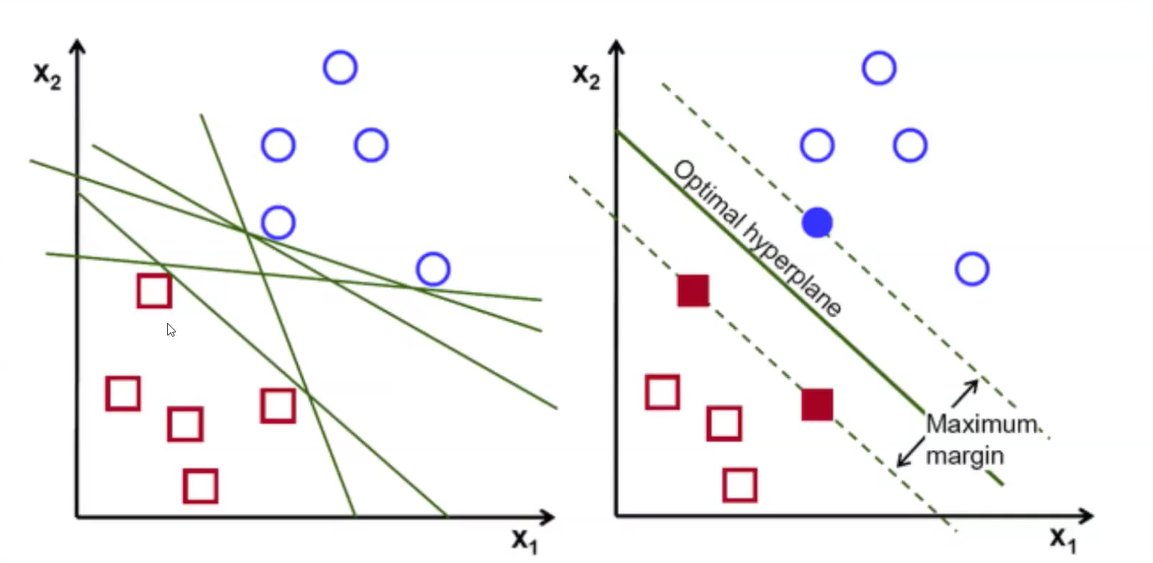 x₂
x₁
x₂
Optimal hyperplane
Maximum
margin
x₁